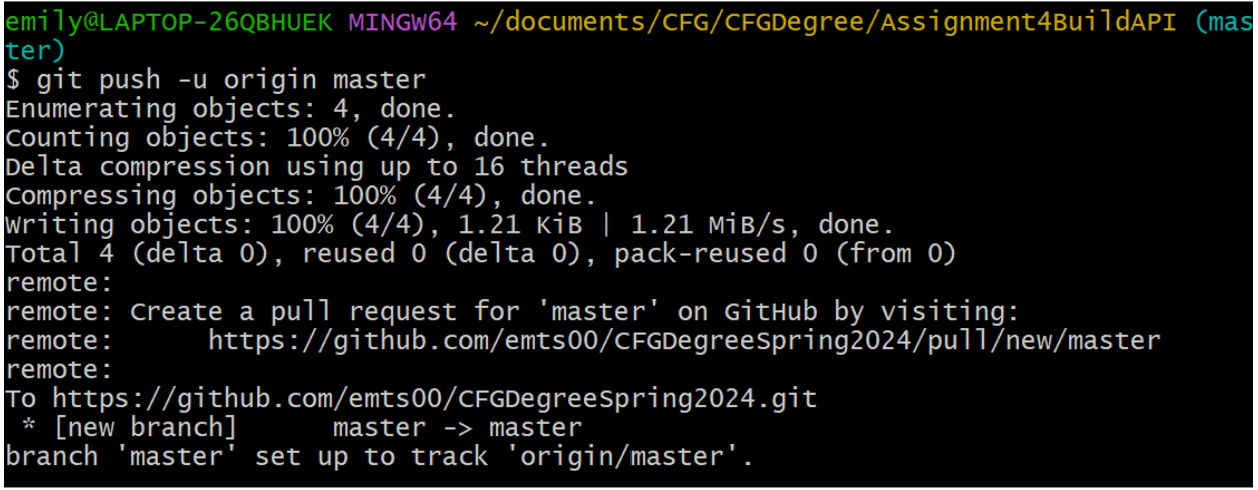 emily@LAPTOP-26QBHUEK MINGW64 ~/documents/CFG/CFGDegree/Assignment4BuildAPI (mas
ter)
$ git push -u origin master
Enumerating objects: 4, done.
Counting objects: 100% (4/4), done.
Delta compression using up to 16 threads
Compressing objects: 100% (4/4), done.
Writing objects: 100% (4/4), 1.21 KiB | 1.21 MiB/s, done.
Total 4 (delta 0), reused 0 (delta 0), pack-reused 0 (from 0)
remote:
remote: Create a pull request for 'master' on GitHub by visiting:
remote:      https://github.com/emts00/CFGDegreeSpring2024/pull/new/master
remote:
To https://github.com/emts00/CFGDegreeSpring2024.git
 * [new branch]      master -> master
branch 'master' set up to track 'origin/master'.